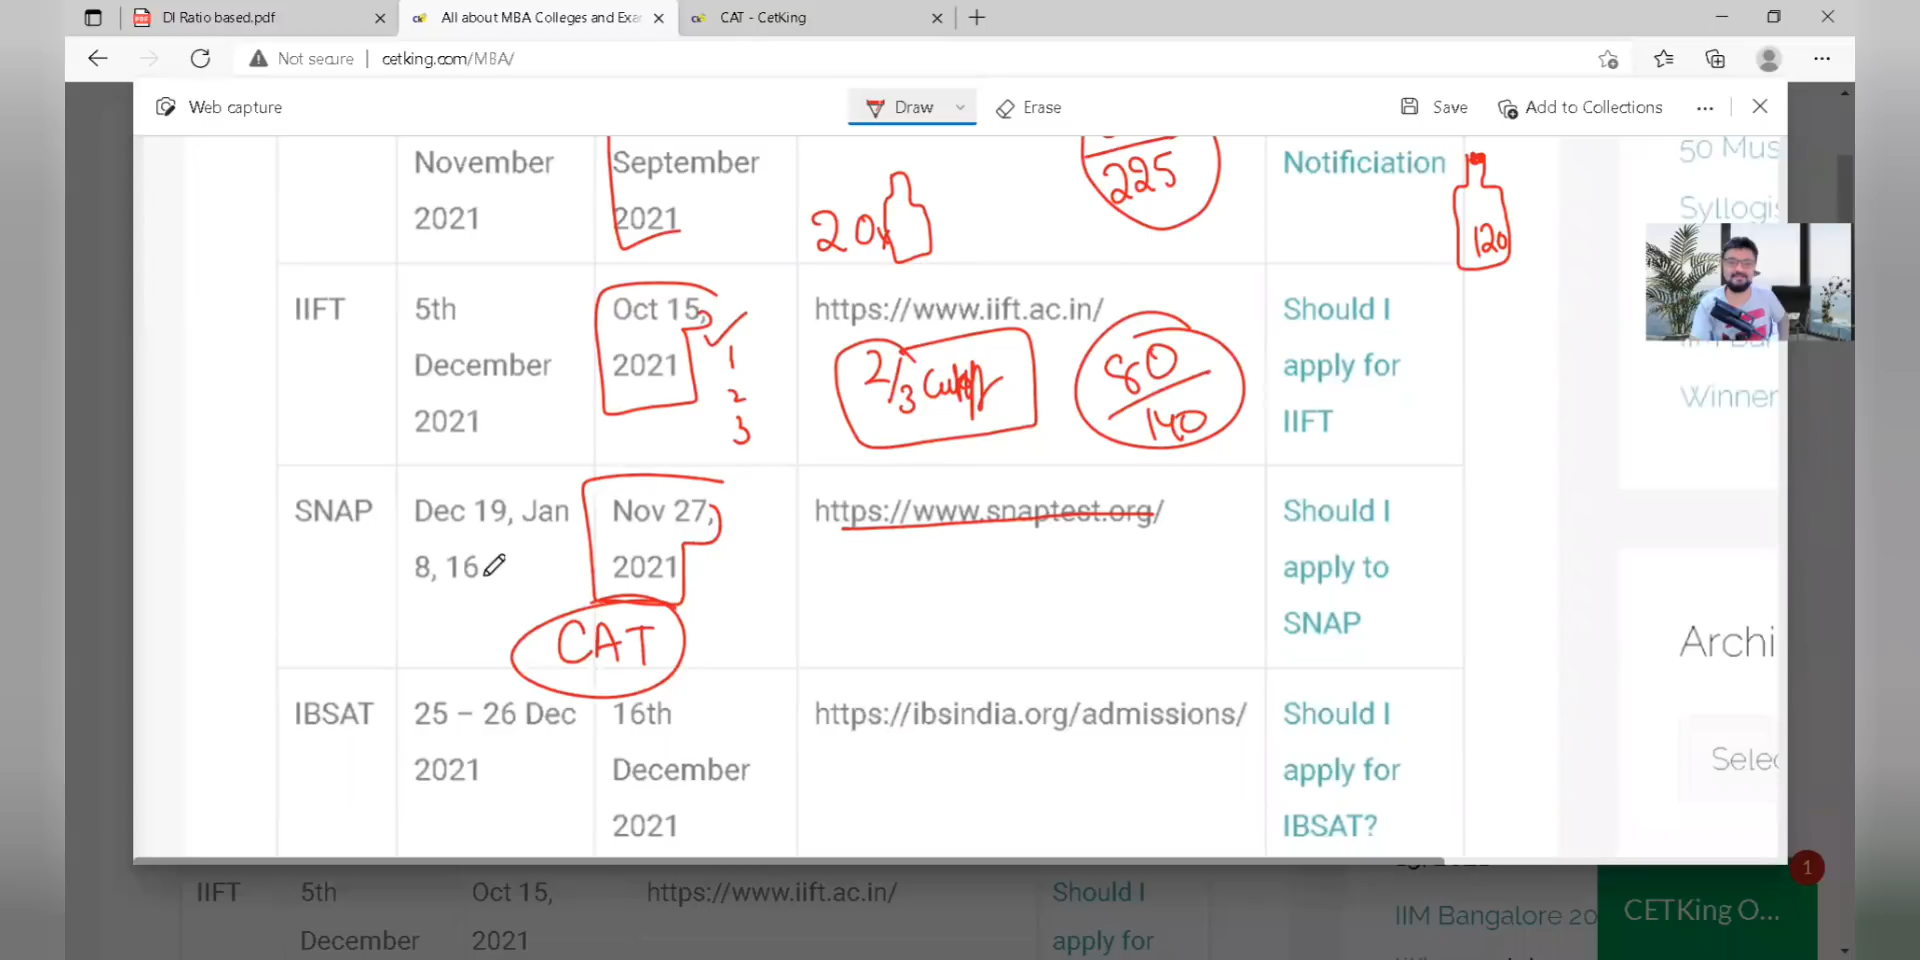 DI Ratio based.pdf
All about MBA Colleges and Exa
CAT - CetKing
Not secure
cetking.com/MBA/
Web capture
Draw
Erase
Save
Add to Collections
November
2021
September
2021
20x
225
Notificiation
120
50 Mus
Syllogis
IIFT
5th
December
2021
Oct 15,
2021
1
2
3
https://www.iift.ac.in/
2/3 cutoff
80
140
Should I
apply for
IIFT
Winner
SNAP
Dec 19, Jan
8, 16
Nov 27,
2021
CAT
https://www.snaptest.org/
Should I
apply to
SNAP
Archi
IBSAT
25 – 26 Dec
2021
16th
December
2021
https://ibsindia.org/admissions/
Should I
apply for
IBSAT?
Selec
IIFT
5th
December
Oct 15,
2021
https://www.iift.ac.in/
Should I
apply for
IIM Bangalore 20
CETKing O...
1